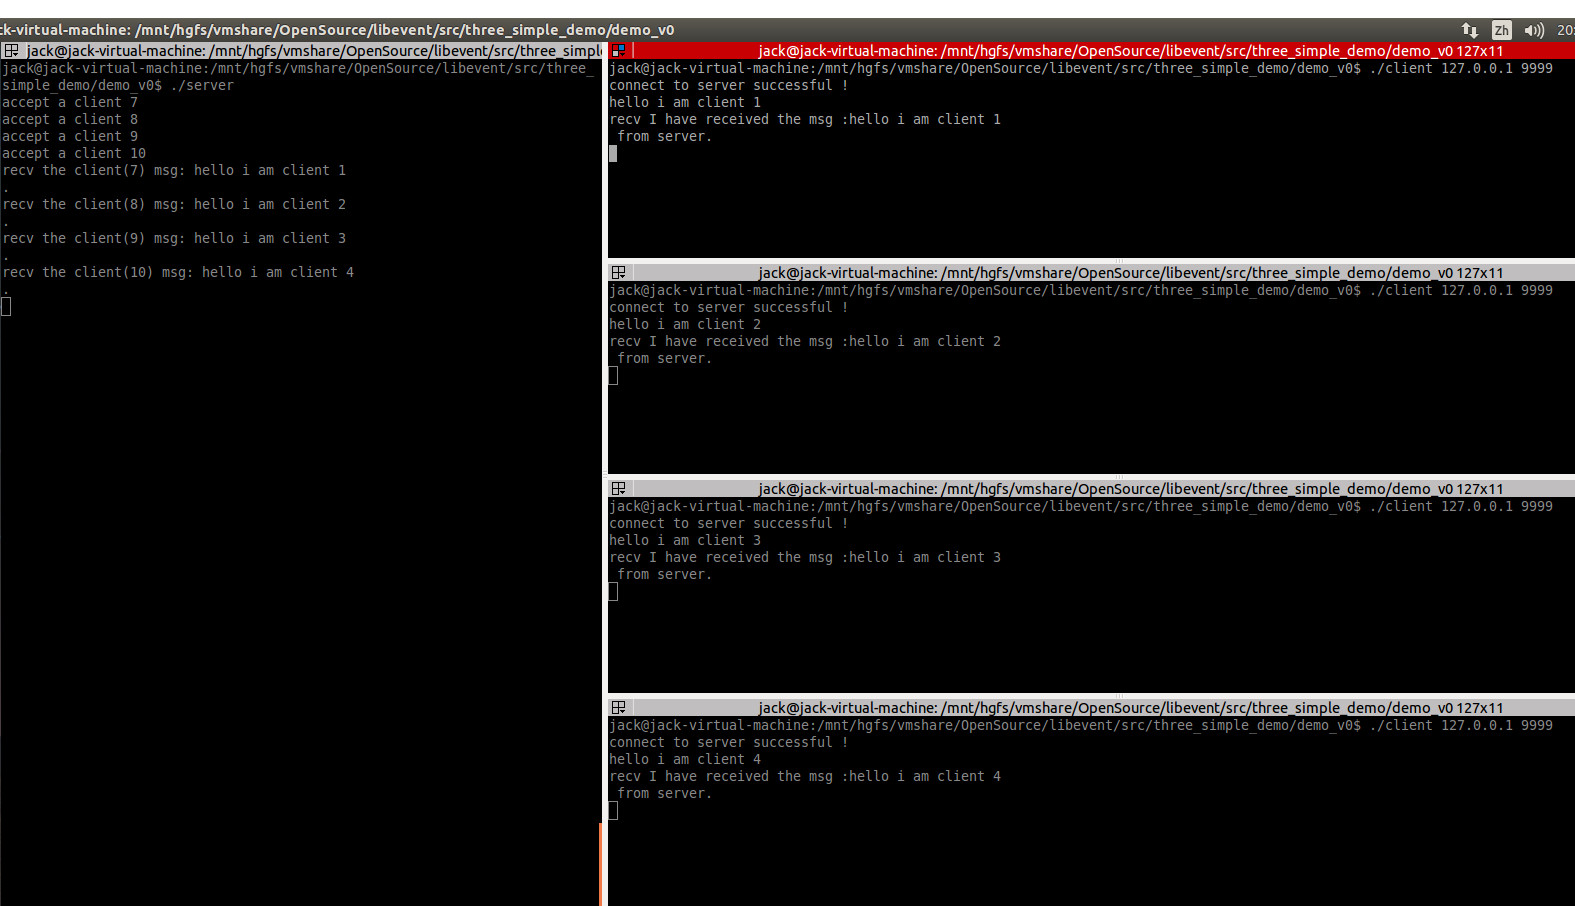 ck-virtual-machine: /mnt/hgfs/vmshare/OpenSource/libevent/src/three_simple_demo/demo_v0
Zh
20:
jack@jack-virtual-machine: /mnt/hgfs/vmshare/OpenSource/libevent/src/three_simpl
jack@jack-virtual-machine:/mnt/hgfs/vmshare/OpenSource/libevent/src/three_
simple_demo/demo_v0$ ./server
accept a client 7
accept a client 8
accept a client 9
accept a client 10
recv the client(7) msg: hello i am client 1
.
recv the client(8) msg: hello i am client 2
.
recv the client(9) msg: hello i am client 3
.
recv the client(10) msg: hello i am client 4
.
jack@jack-virtual-machine: /mnt/hgfs/vmshare/OpenSource/libevent/src/three_simple_demo/demo_v0 127x11
jack@jack-virtual-machine:/mnt/hgfs/vmshare/OpenSource/libevent/src/three_simple_demo/demo_v0$ ./client 127.0.0.1 9999
connect to server successful !
hello i am client 1
recv I have received the msg :hello i am client 1
 from server.
jack@jack-virtual-machine: /mnt/hgfs/vmshare/OpenSource/libevent/src/three_simple_demo/demo_v0 127x11
jack@jack-virtual-machine:/mnt/hgfs/vmshare/OpenSource/libevent/src/three_simple_demo/demo_v0$ ./client 127.0.0.1 9999
connect to server successful !
hello i am client 2
recv I have received the msg :hello i am client 2
 from server.
jack@jack-virtual-machine: /mnt/hgfs/vmshare/OpenSource/libevent/src/three_simple_demo/demo_v0 127x11
jack@jack-virtual-machine:/mnt/hgfs/vmshare/OpenSource/libevent/src/three_simple_demo/demo_v0$ ./client 127.0.0.1 9999
connect to server successful !
hello i am client 3
recv I have received the msg :hello i am client 3
 from server.
jack@jack-virtual-machine: /mnt/hgfs/vmshare/OpenSource/libevent/src/three_simple_demo/demo_v0 127x11
jack@jack-virtual-machine:/mnt/hgfs/vmshare/OpenSource/libevent/src/three_simple_demo/demo_v0$ ./client 127.0.0.1 9999
connect to server successful !
hello i am client 4
recv I have received the msg :hello i am client 4
 from server.